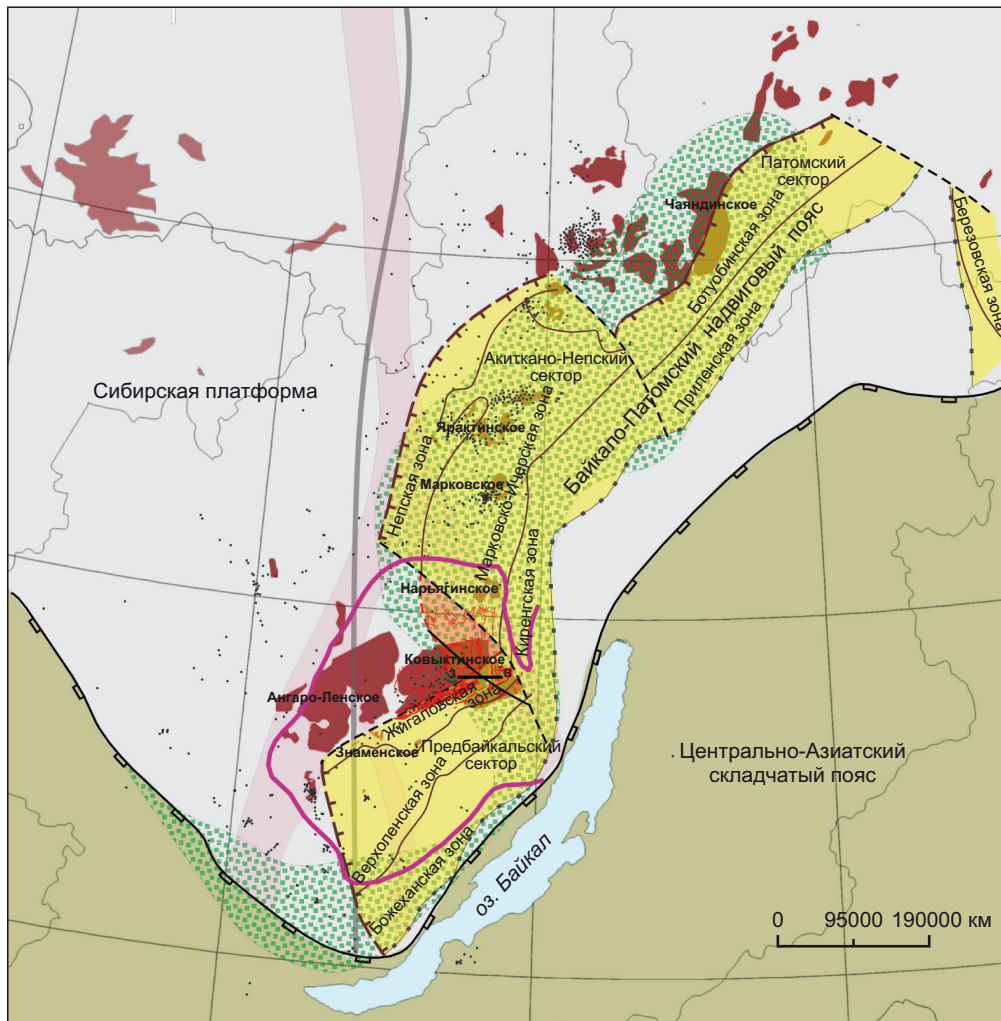 Патомский
сектор
Чаяндинское
Березовская зона
Ботубинская зона
Байкало-Патомский надвиговый пояс
Приленская зона
Акиткано-Непский
сектор
Сибирская платформа
Ярактинское
Марковско-Ичерская зона
Непская зона
Марковское
Нарьягинское
Киренгская зона
Ковыктинское
в
Ангаро-Ленское
Жигаловская
зона
Знаменское
Предбайкальский
сектор
Центрально-Азиатский
складчатый пояс
Верхоленская зона
Божеханская зона
оз. Байкал
0 95000 190000 км